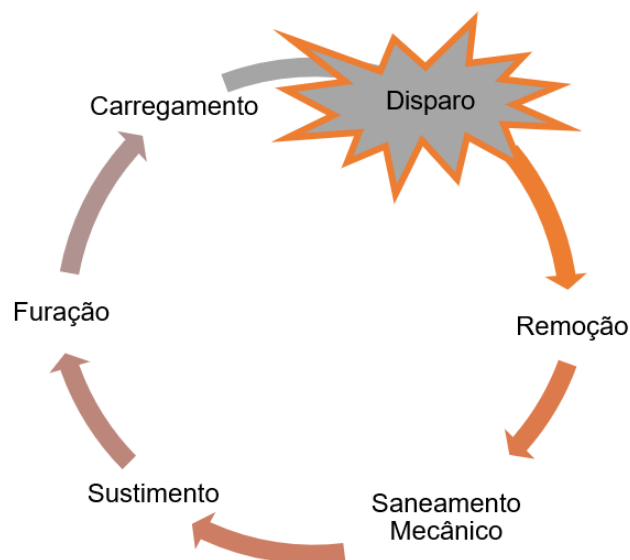 Carregamento
Disparo
Remoção
Saneamento
Mecânico
Sustimento
Furação